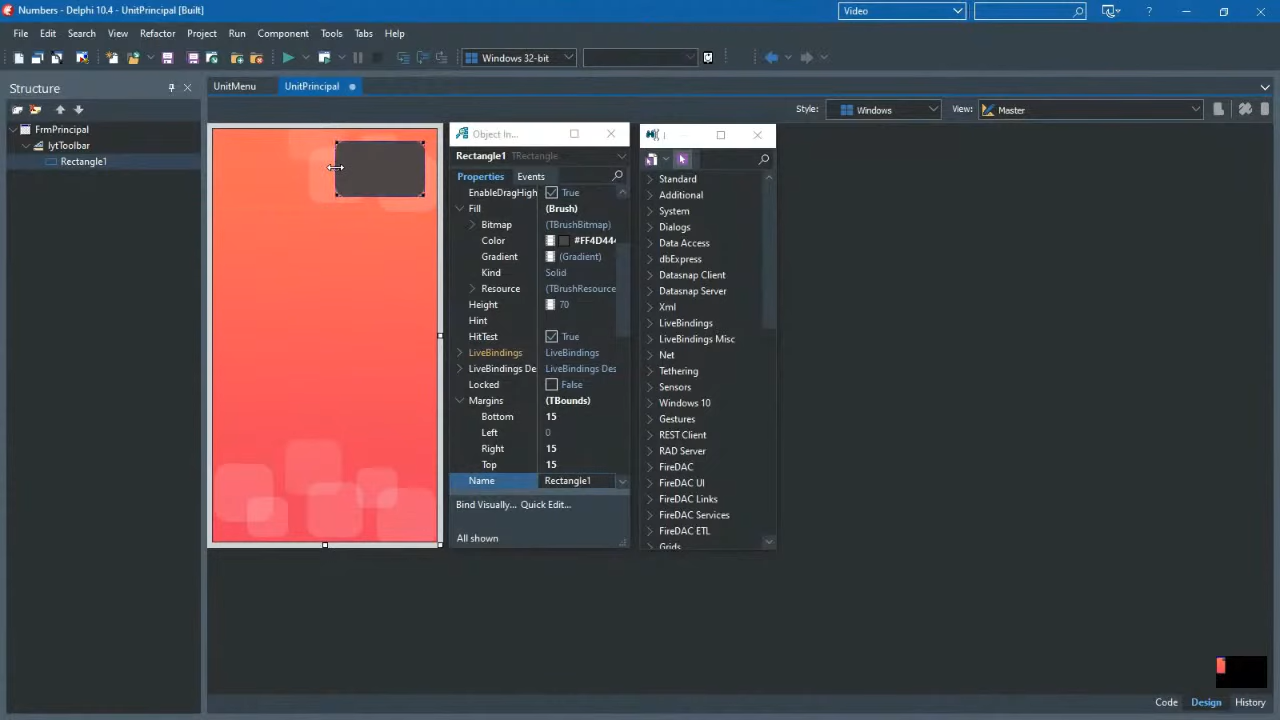 Numbers - Delphi 10.4 - UnitPrincipal [Built]
Video
File Edit Search View Refactor Project Run Component Tools Tabs Help
Windows 32-bit
Structure
UnitMenu UnitPrincipal
Style: Windows View: Master
FrmPrincipal
lytToolbar
Rectangle1
Object In...
Rectangle1 TRectangle
Properties Events
EnableDragHigh True
Fill (Brush)
Bitmap (TBrushBitmap)
Color #FF4D444
Gradient (Gradient)
Kind Solid
Resource (TBrushResource
Height 70
Hint
HitTest True
LiveBindings LiveBindings
LiveBindings De LiveBindings Des
Locked False
Margins (TBounds)
Bottom 15
Left 0
Right 15
Top 15
Name Rectangle1
Bind Visually... Quick Edit...
All shown
Standard
Additional
System
Dialogs
Data Access
dbExpress
Datasnap Client
Datasnap Server
Xml
LiveBindings
LiveBindings Misc
Net
Tethering
Sensors
Windows 10
Gestures
REST Client
RAD Server
FireDAC
FireDAC UI
FireDAC Links
FireDAC Services
FireDAC ETL
Grids
Code Design History